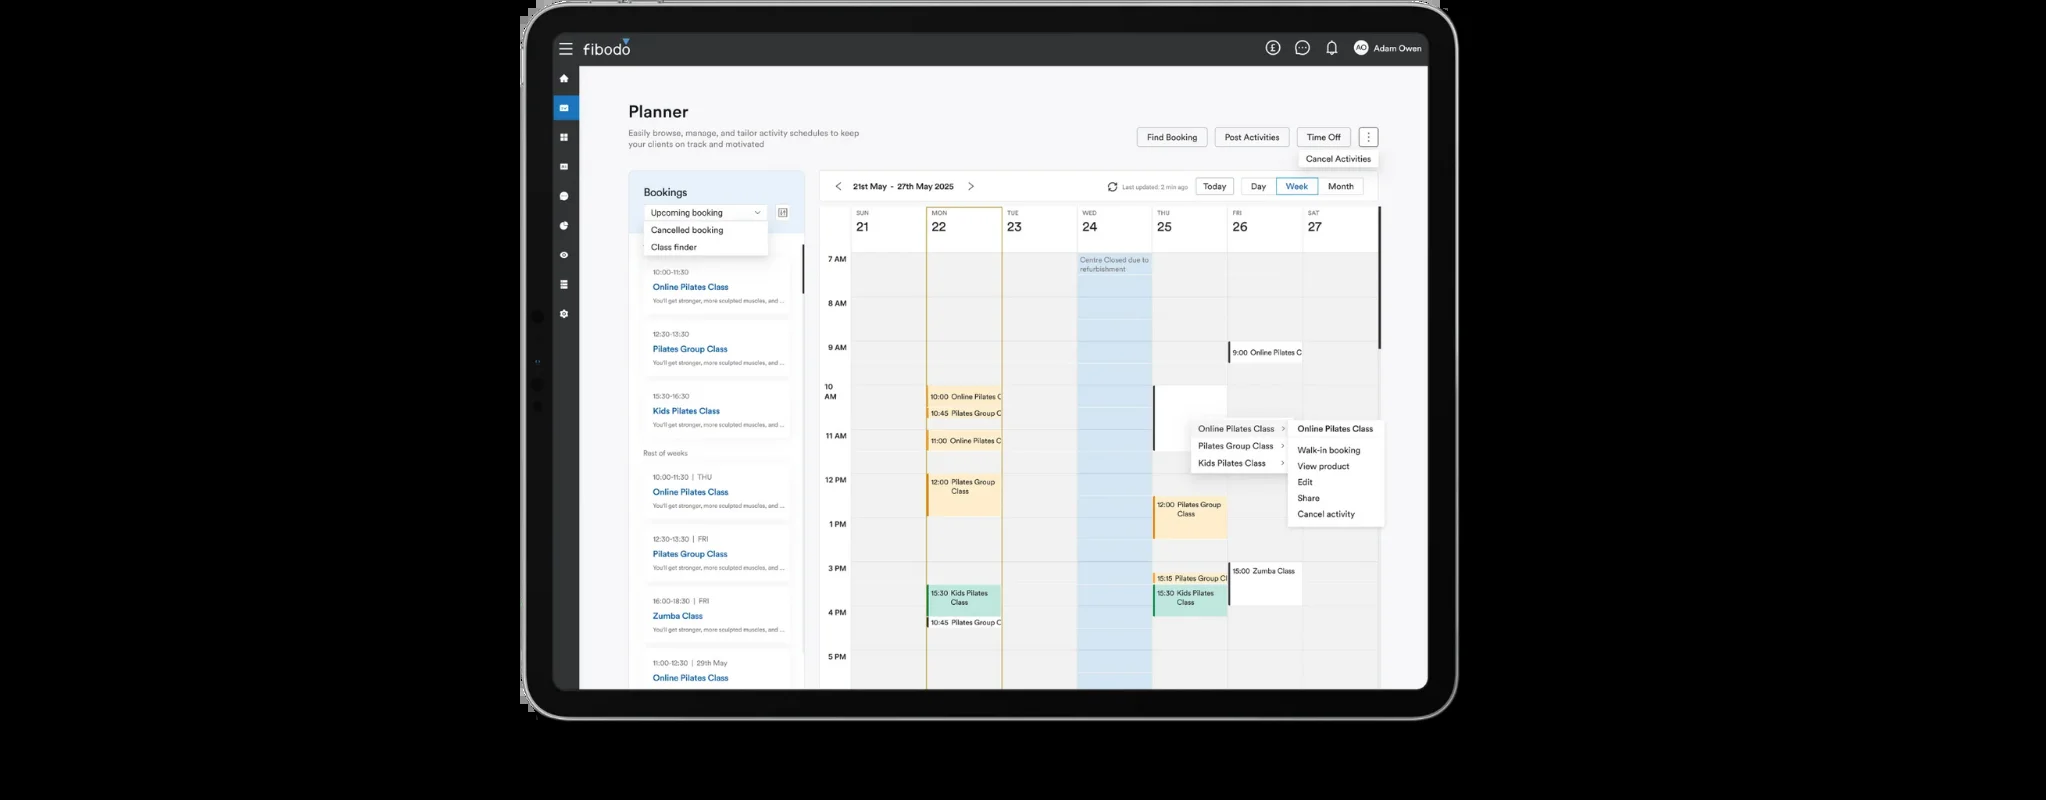 fibodo
£
AO Adam Owen
Planner
Easily browse, manage, and tailor activity schedules to keep
your clients on track and motivated
Find Booking
Post Activities
Time Off
Cancel Activities
Bookings
Upcoming booking
Cancelled booking
Class finder
10:00-11:30
Online Pilates Class
You'll get stronger, more sculpted muscles, and ...
12:30-13:30
Pilates Group Class
You'll get stronger, more sculpted muscles, and ...
15:30-16:30
Kids Pilates Class
You'll get stronger, more sculpted muscles, and ...
Rest of weeks
10:00-11:30 | THU
Online Pilates Class
You'll get stronger, more sculpted muscles, and ...
12:30-13:30 | FRI
Pilates Group Class
You'll get stronger, more sculpted muscles, and ...
16:00-18:30 | FRI
Zumba Class
You'll get stronger, more sculpted muscles, and ...
11:00-12:30 | 29th May
Online Pilates Class
21st May - 27th May 2025
Last updated: 2 min ago
Today
Day
Week
Month
SUN
21
MON
22
TUE
23
WED
24
THU
25
FRI
26
SAT
27
7 AM
8 AM
9 AM
10
AM
11 AM
12 PM
1 PM
3 PM
4 PM
5 PM
10:00 Online Pilates C
10:45 Pilates Group C
11:00 Online Pilates C
12:00 Pilates Group
Class
15:30 Kids Pilates
Class
10:45 Pilates Group C
Centre Closed due to
refurbishment
12:00 Pilates Group
Class
15:15 Pilates Group Cl
15:30 Kids Pilates
Class
9:00 Online Pilates C
15:00 Zumba Class
Online Pilates Class
Pilates Group Class
Kids Pilates Class
Online Pilates Class
Walk-in booking
View product
Edit
Share
Cancel activity